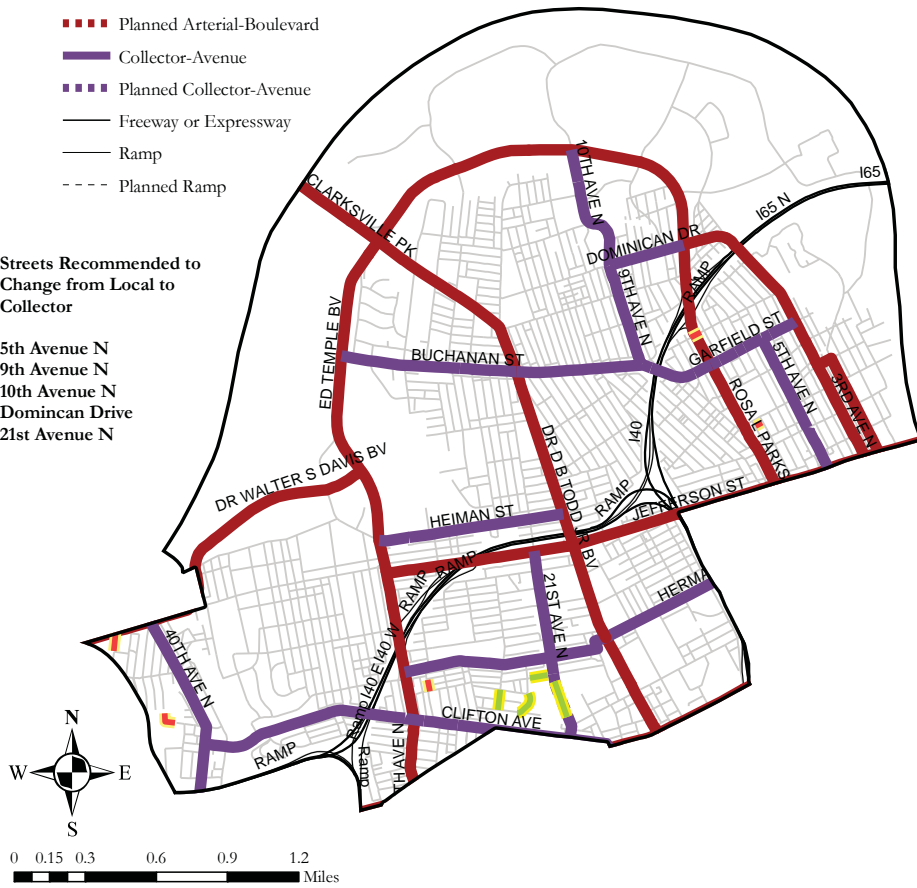 Planned Arterial-Boulevard
Collector-Avenue
Planned Collector-Avenue
Freeway or Expressway
Ramp
Planned Ramp
Streets Recommended to
Change from Local to
Collector
5th Avenue N
9th Avenue N
10th Avenue N
Domincan Drive
21st Avenue N
10TH AVE N
I65
I65 N
CLARKSVILLE PK
DOMINICAN DR
RAMP
9TH AVE N
ED TEMPLE BV
BUCHANAN ST
GARFIELD ST
5TH AVE N
3RD AVE N
ROSA L PARKS
I40
DR D B TODD JR BV
DR WALTER S DAVIS BV
RAMP
JEFFERSON ST
HEIMAN ST
RAMP
RAMP
21ST AVE N
HERMA
40TH AVE N
Ramp I40 E I40 W
CLIFTON AVE
RAMP
Ramp
TH AVE N
N
W E
S
0 0.15 0.3 0.6 0.9 1.2
Miles